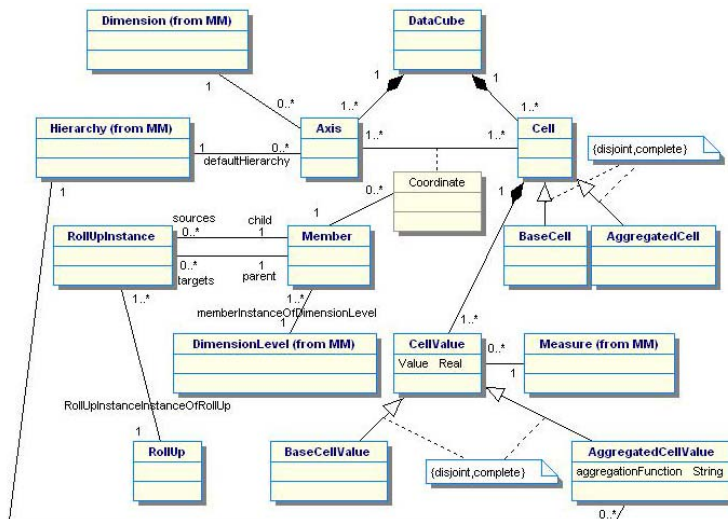 Dimension (from MM)
DataCube
1
1
1
0..*
1..*
1..*
Hierarchy (from MM)
Axis
Cell
1
0..*
1..*
1..*
defaultHierarchy
{disjoint,complete}
1
0..*
Coordinate
1
sources
child
1
0..*
1
RollUpInstance
Member
BaseCell
AggregatedCell
0..*
1
targets
parent
1..*
1..*
memberInstanceOfDimensionLevel
1
1..*
DimensionLevel (from MM)
CellValue
0..*
Measure (from MM)
Value Real
1
RollUpInstanceInstanceOfRollUp
1
RollUp
BaseCellValue
{disjoint,complete}
AggregatedCellValue
aggregationFunction String
0..*